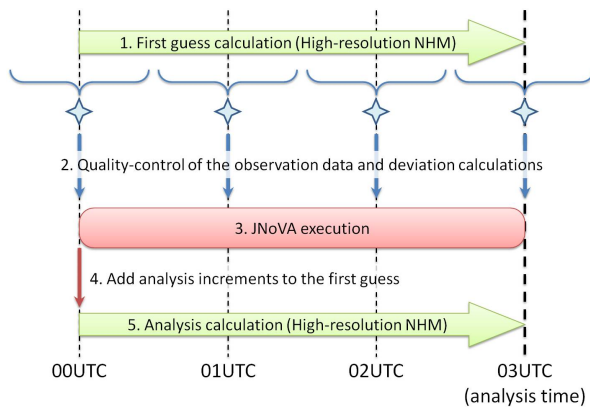 1. First guess calculation (High-resolution NHM)
2. Quality-control of the observation data and deviation calculations
3. JNoVA execution
4. Add analysis increments to the first guess
5. Analysis calculation (High-resolution NHM)
00UTC 01UTC 02UTC 03UTC
(analysis time)